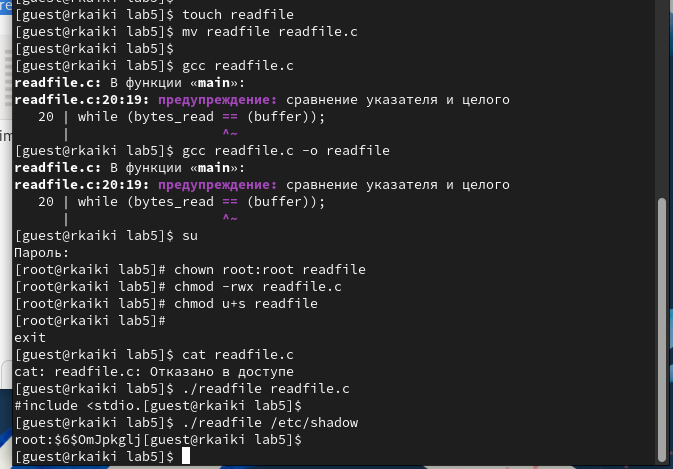 [guest@rkaiki lab5]$
[guest@rkaiki lab5]$ touch readfile
[guest@rkaiki lab5]$ mv readfile readfile.c
[guest@rkaiki lab5]$
[guest@rkaiki lab5]$ gcc readfile.c
readfile.c: В функции «main»:
readfile.c:20:19: предупреждение: сравнение указателя и целого
   20 | while (bytes_read == (buffer));
      |                   ^~
[guest@rkaiki lab5]$ gcc readfile.c -o readfile
readfile.c: В функции «main»:
readfile.c:20:19: предупреждение: сравнение указателя и целого
   20 | while (bytes_read == (buffer));
      |                   ^~
[guest@rkaiki lab5]$ su
Пароль:
[root@rkaiki lab5]# chown root:root readfile
[root@rkaiki lab5]# chmod -rwx readfile.c
[root@rkaiki lab5]# chmod u+s readfile
[root@rkaiki lab5]#
exit
[guest@rkaiki lab5]$ cat readfile.c
cat: readfile.c: Отказано в доступе
[guest@rkaiki lab5]$ ./readfile readfile.c
#include <stdio.[guest@rkaiki lab5]$
[guest@rkaiki lab5]$ ./readfile /etc/shadow
root:$6$OmJpkglj[guest@rkaiki lab5]$
[guest@rkaiki lab5]$